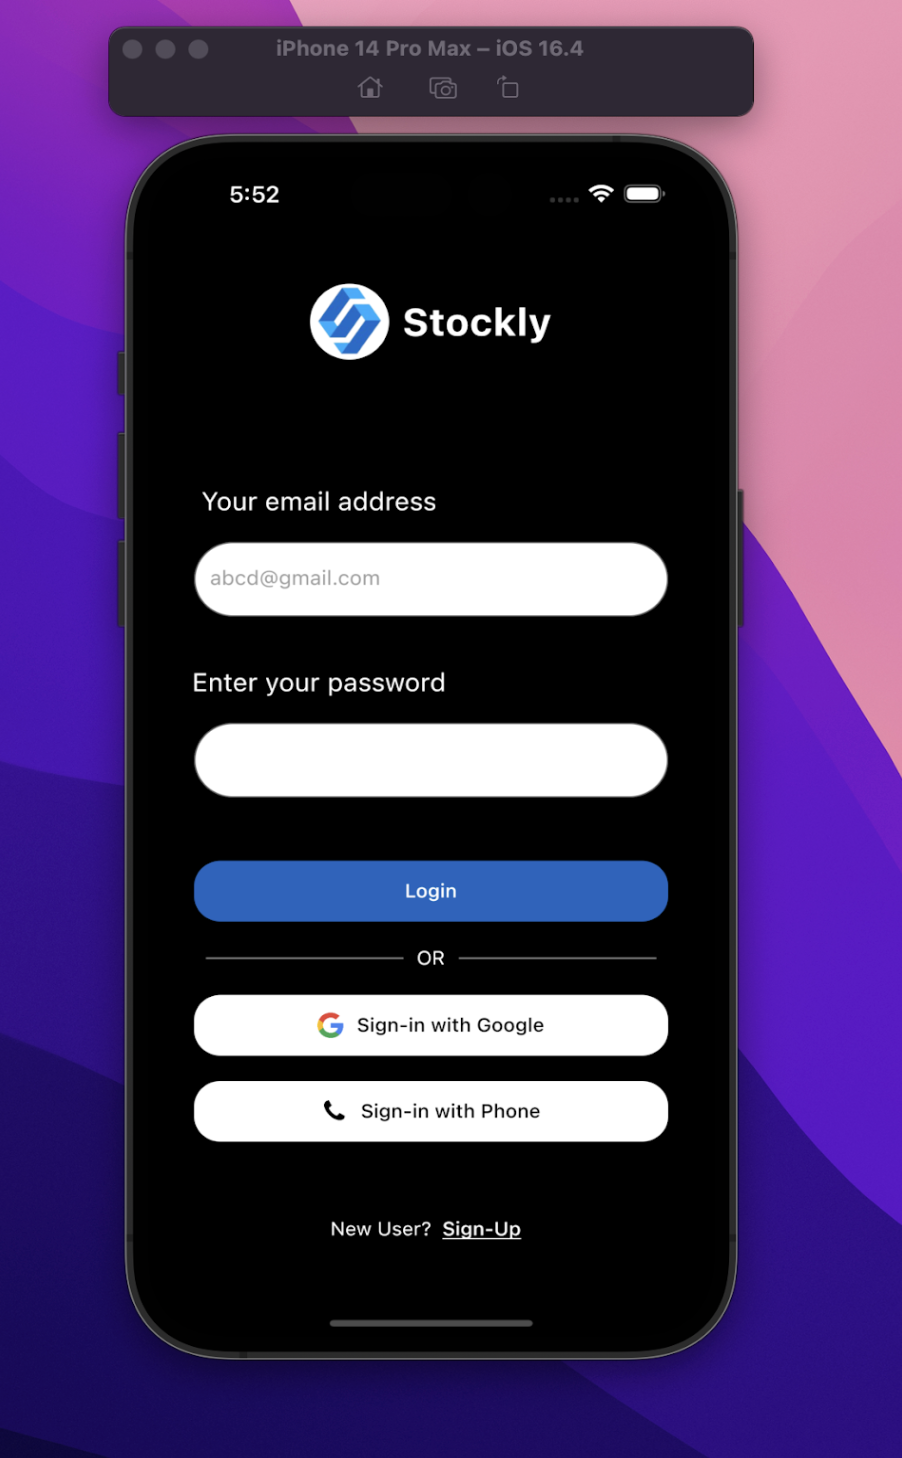 iPhone 14 Pro Max – iOS 16.4
5:52
Stockly
Your email address
abcd@gmail.com
Enter your password
Login
OR
Sign-in with Google
Sign-in with Phone
New User? Sign-Up